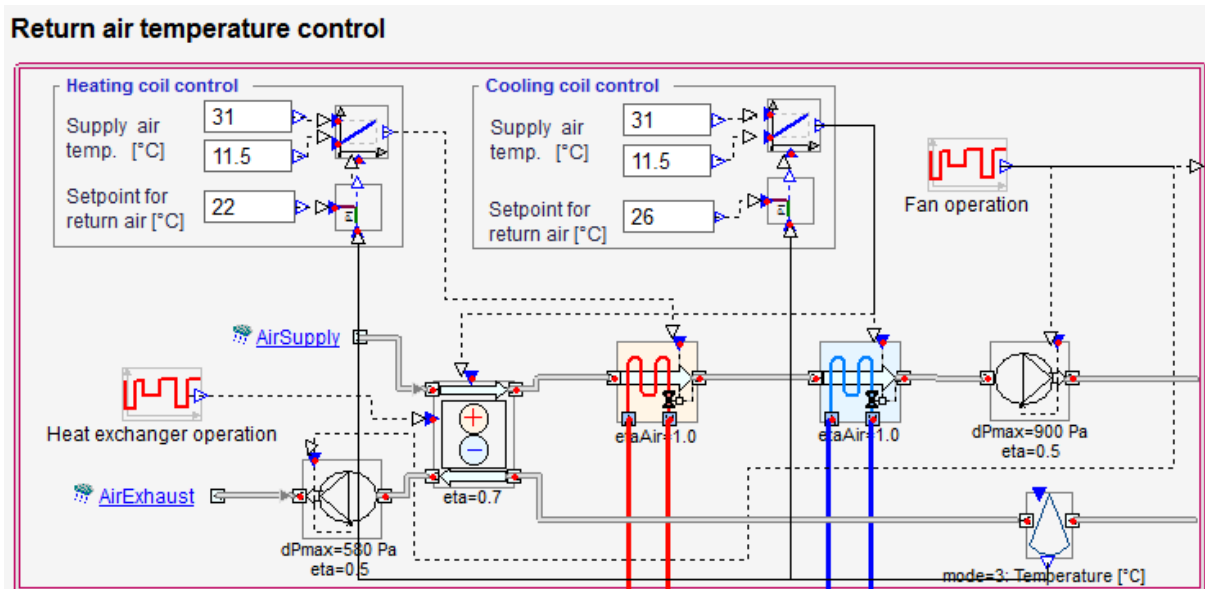 Return air temperature control
Heating coil control
Cooling coil control
Supply air
temp. [°C]
31
11.5
Setpoint for
return air [°C]
22
PI
Supply air
temp. [°C]
31
11.5
Setpoint for
return air [°C]
26
PI
Fan operation
AirSupply
Heat exchanger operation
etaAir=1.0
etaAir=1.0
dPmax=900 Pa
eta=0.5
AirExhaust
eta=0.7
dPmax=580 Pa
eta=0.5
mode=3: Temperature [°C]